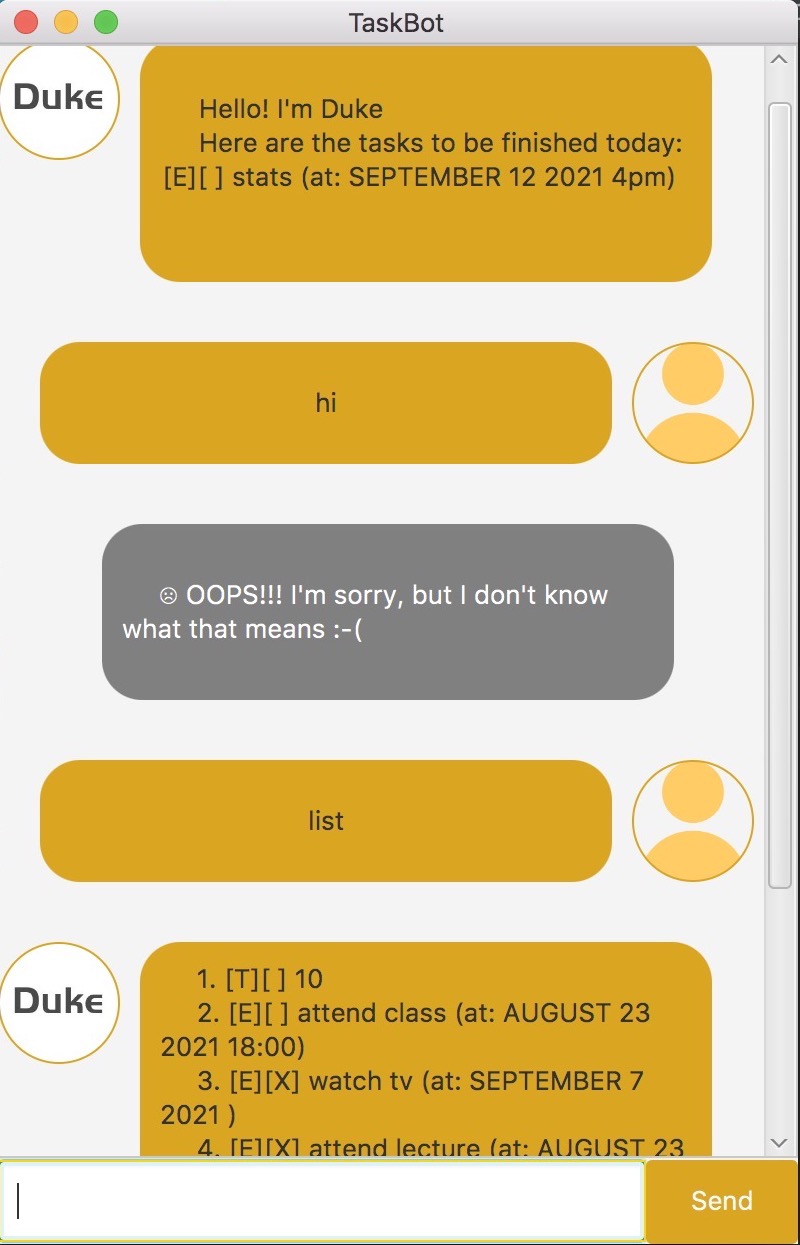 TaskBot
Duke
Hello! I'm Duke
Here are the tasks to be finished today:
[E][ ] stats (at: SEPTEMBER 12 2021 4pm)
hi
☹ OOPS!!! I'm sorry, but I don't know
what that means :-(
list
Duke
1. [T][ ] 10
2. [E][ ] attend class (at: AUGUST 23
2021 18:00)
3. [E][X] watch tv (at: SEPTEMBER 7
2021 )
4. [E][X] attend lecture (at: AUGUST 23
Send